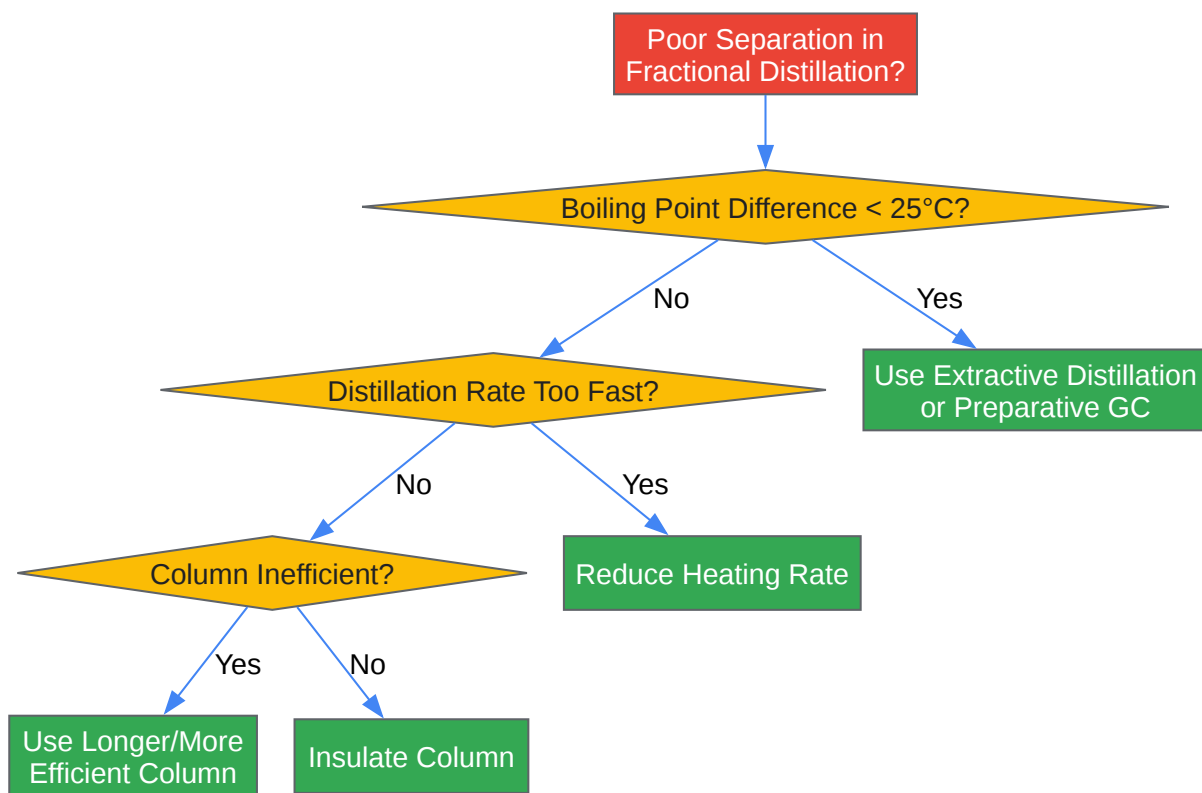 Poor Separation in
Fractional Distillation?
Boiling Point Difference < 25°C?
No
Yes
Distillation Rate Too Fast?
Use Extractive Distillation
or Preparative GC
No
Yes
Column Inefficient?
Reduce Heating Rate
Yes
No
Use Longer/More
Efficient Column
Insulate Column